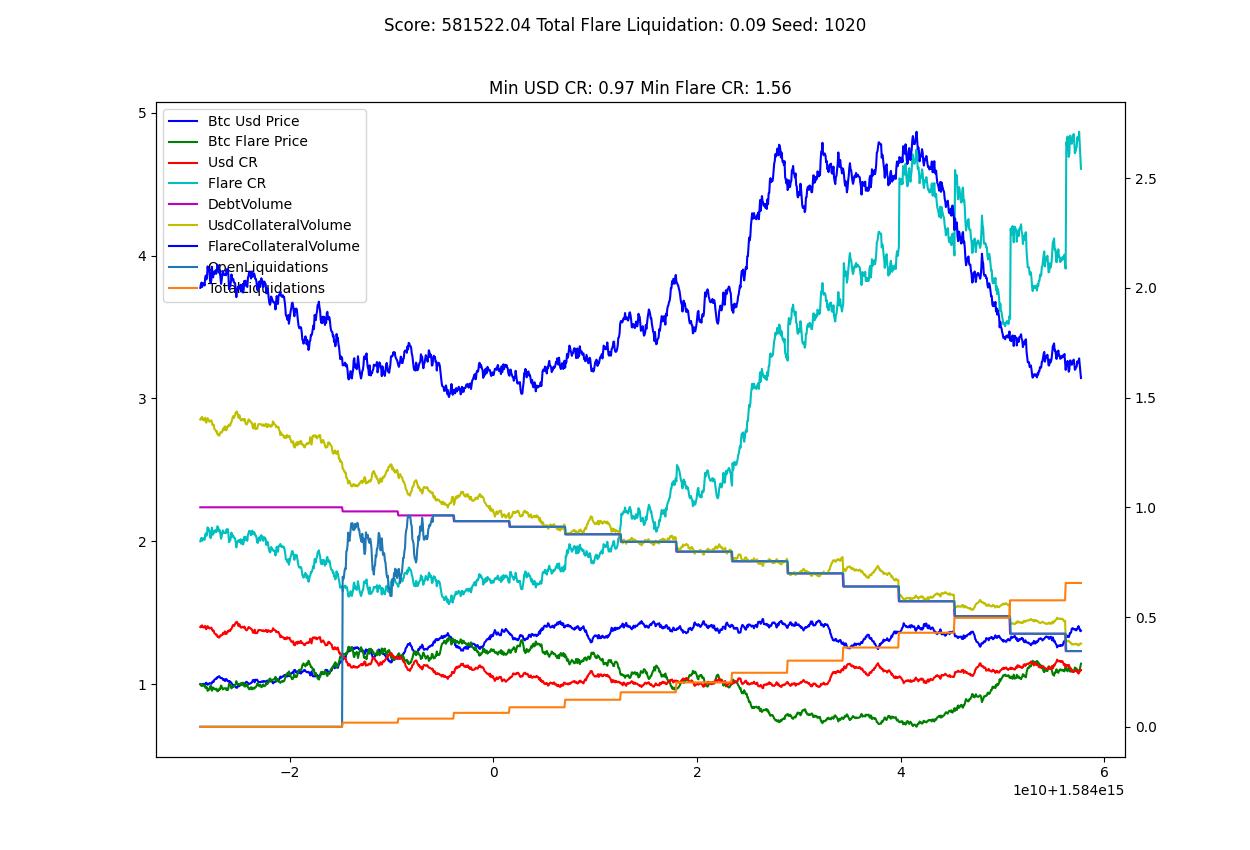 Score: 581522.04 Total Flare Liquidation: 0.09 Seed: 1020
Min USD CR: 0.97 Min Flare CR: 1.56
Btc Usd Price
Btc Flare Price
Usd CR
Flare CR
DebtVolume
UsdCollateralVolume
FlareCollateralVolume
OpenLiquidations
TotalLiquidations
5
4
3
2
1
2.5
2.0
1.5
1.0
0.5
0.0
−2
0
2
4
6
1e10+1.584e15